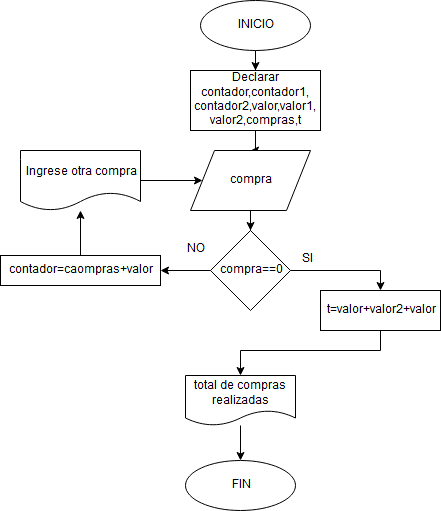 INICIO
Declarar
contador,contador1,
contador2,valor,valor1,
valor2,compras,t
Ingrese otra compra
compra
NO
compra==0
SI
contador=caompras+valor
t=valor+valor2+valor
total de compras
realizadas
FIN